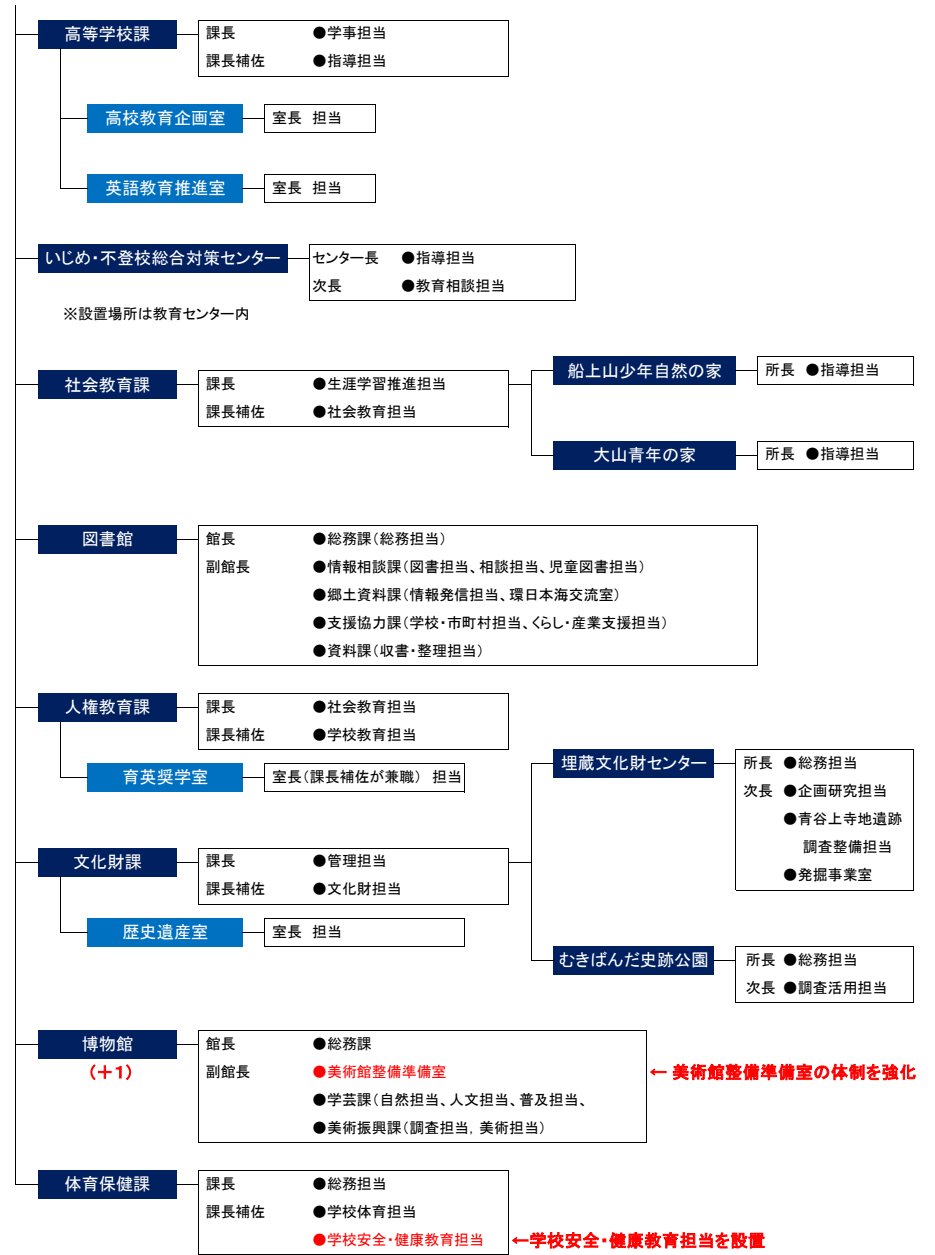 高等学校課 課長 ●学事担当
課長補佐 ●指導担当
高校教育企画室 室長 担当
英語教育推進室 室長 担当
いじめ・不登校総合対策センター センター長 ●指導担当
次長 ●教育相談担当
※設置場所は教育センター内
社会教育課 課長 ●生涯学習推進担当
課長補佐 ●社会教育担当
船上山少年自然の家 所長 ●指導担当
大山青年の家 所長 ●指導担当
図書館 館長 ●総務課(総務担当)
副館長 ●情報相談課(図書担当、相談担当、児童図書担当)
●郷土資料課(情報発信担当、環日本海交流室)
●支援協力課(学校・市町村担当、くらし・産業支援担当)
●資料課(収書・整理担当)
人権教育課 課長 ●社会教育担当
課長補佐 ●学校教育担当
育英奨学室 室長(課長補佐が兼職) 担当
文化財課 課長 ●管理担当
課長補佐 ●文化財担当
歴史遺産室 室長 担当
埋蔵文化財センター 所長 ●総務担当
次長 ●企画研究担当
●青谷上寺地遺跡
調査整備担当
●発掘事業室
むきばんだ史跡公園 所長 ●総務担当
次長 ●調査活用担当
博物館 館長 ●総務課
(+1) 副館長 ●美術館整備準備室 ← 美術館整備準備室の体制を強化
●学芸課(自然担当、人文担当、普及担当、
●美術振興課(調査担当, 美術担当)
体育保健課 課長 ●総務担当
課長補佐 ●学校体育担当
●学校安全・健康教育担当 ←学校安全・健康教育担当を設置